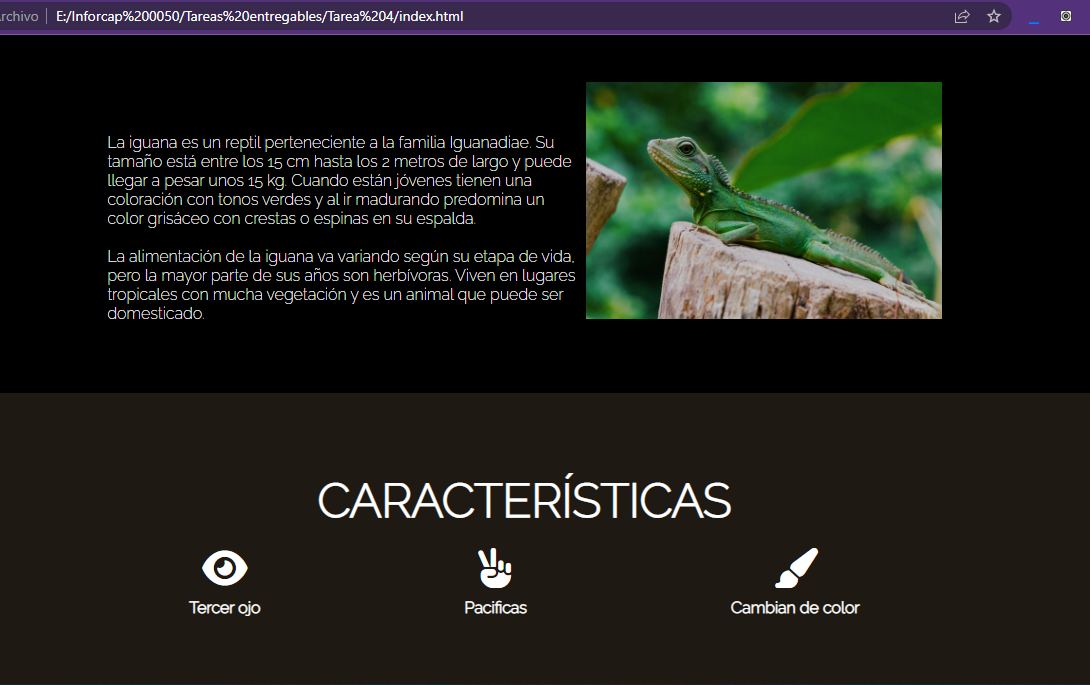 rchivo
E:/Inforcap%200050/Tareas%20entregables/Tarea%204/index.html
La iguana es un reptil perteneciente a la familia Iguanadiae. Su
tamaño está entre los 15 cm hasta los 2 metros de largo y puede
llegar a pesar unos 15 kg. Cuando están jóvenes tienen una
coloración con tonos verdes y al ir madurando predomina un
color grisáceo con crestas o espinas en su espalda.
La alimentación de la iguana va variando según su etapa de vida,
pero la mayor parte de sus años son herbívoras. Viven en lugares
tropicales con mucha vegetación y es un animal que puede ser
domesticado.
CARACTERÍSTICAS
Tercer ojo
Pacificas
Cambian de color